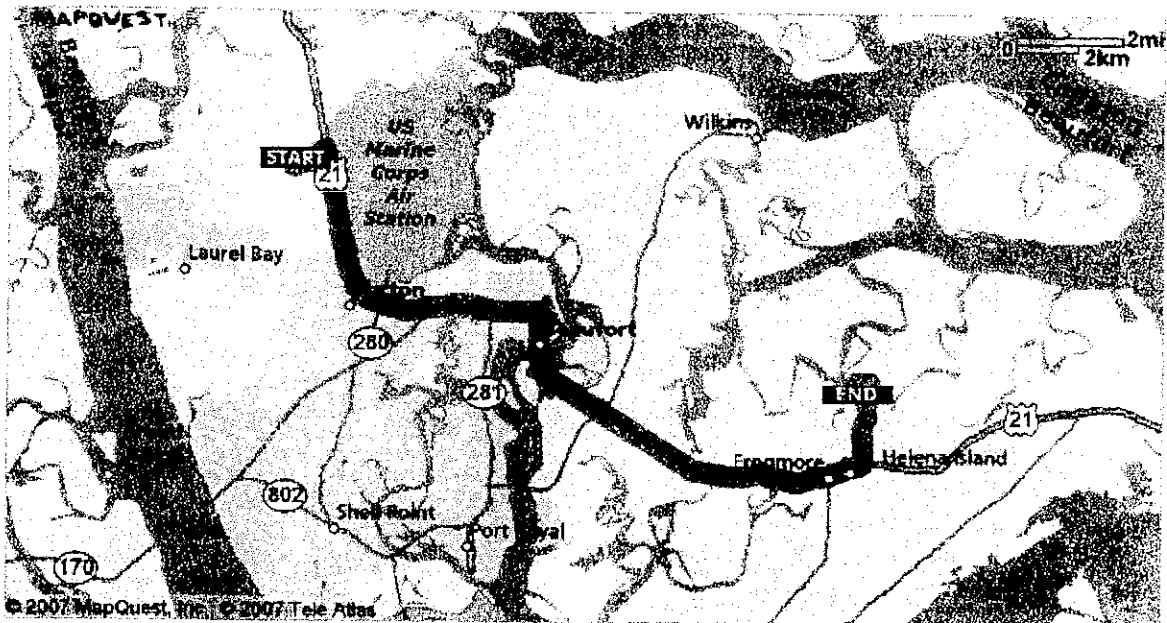 MAPQUEST.
2mi
0
2km
Wilkins
US
Marine
Corps
Air
Station
START
21
Laurel Bay
280
281
END
21
Frogmore
Helena Island
802
Shell Point
Port
170
© 2007 MapQuest, Inc., © 2007 Tele Atlas